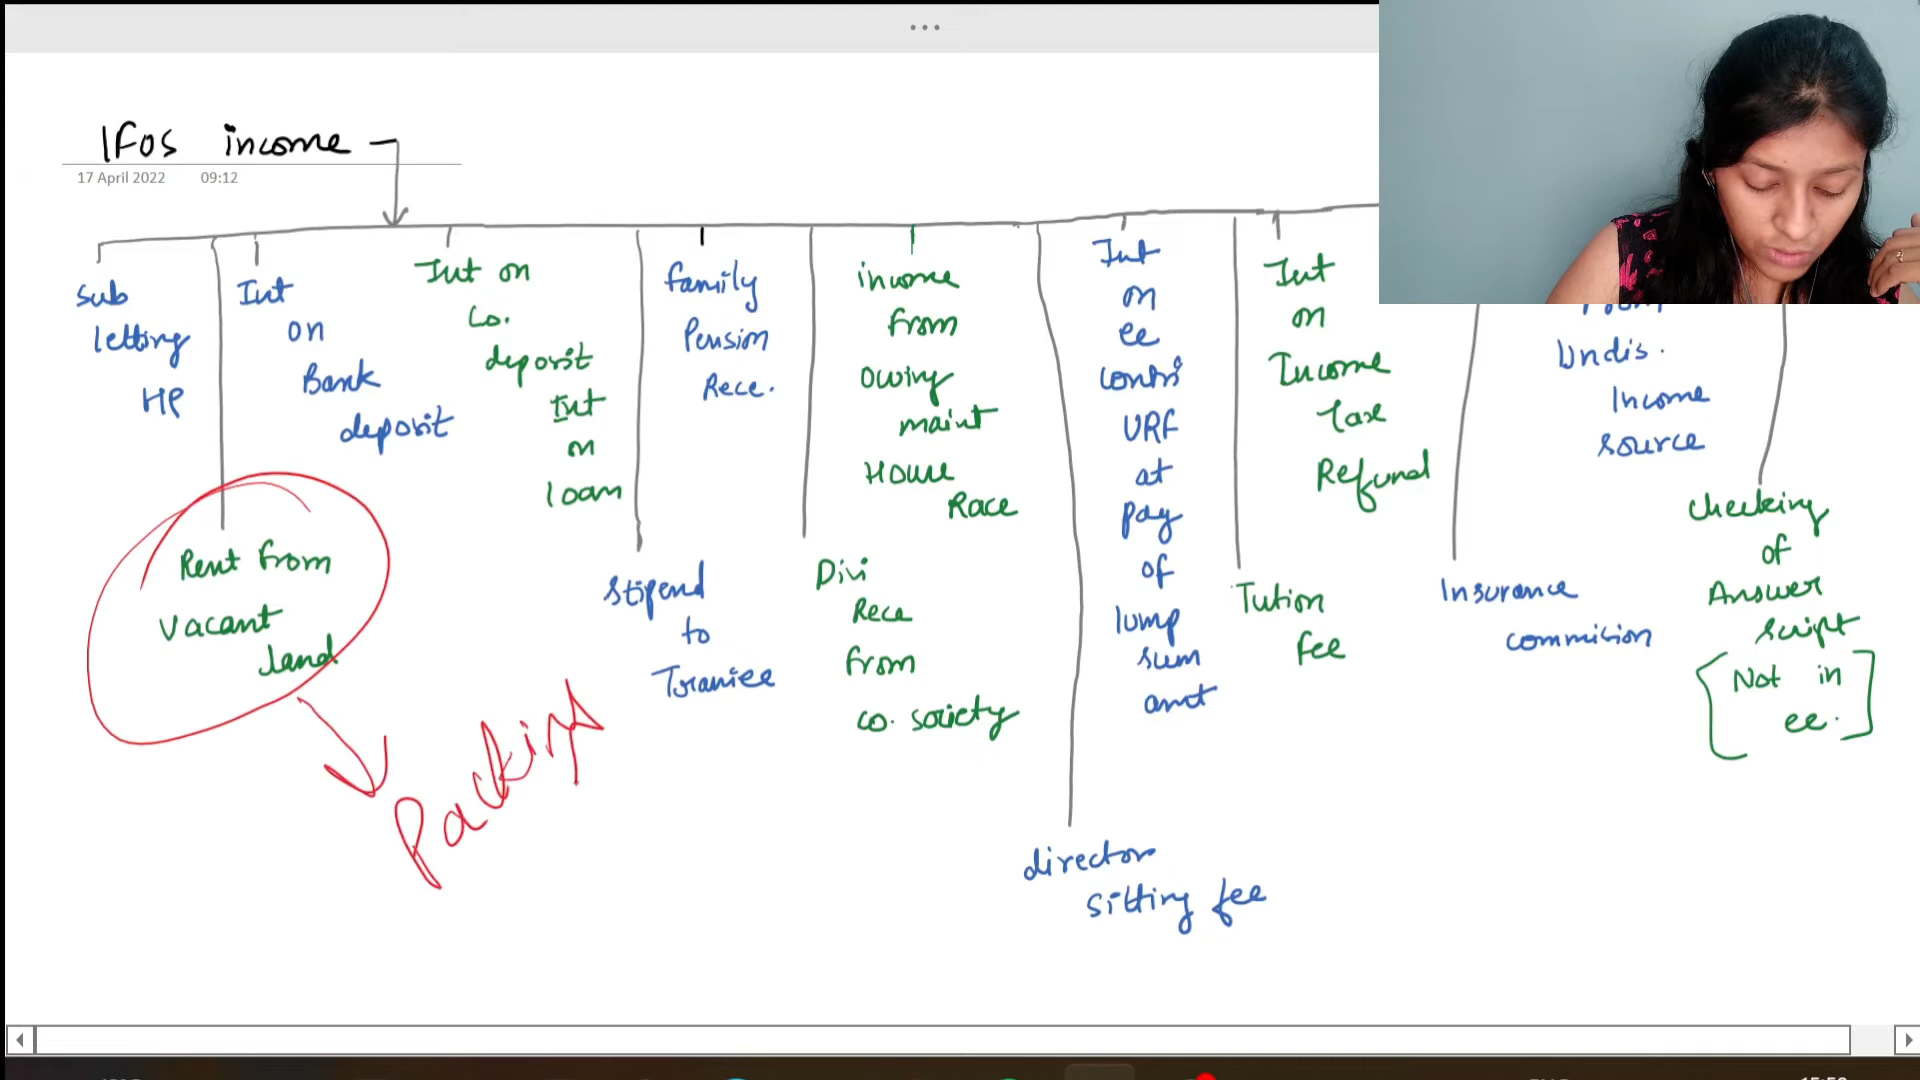 IFOS income
17 April 2022 09:12
Sub
letting
HP
Int
on
Bank
deposit
Int on
Co.
deposit
Int
on
loan
family
Pension
Rece.
income
from
owing
maint
House
Race
Int
on
ee
contri
URF
at
pay
of
lump
sum
amt
Int
on
Income
Tax
Refund
Undis.
Income
source
Checking
of
Answer
script
[Not in
ee.]
Rent from
vacant
land
Stipend
to
Traniee
Divi
Rece
from
co. society
Tution
fee
Insurance
commision
director
sitting fee